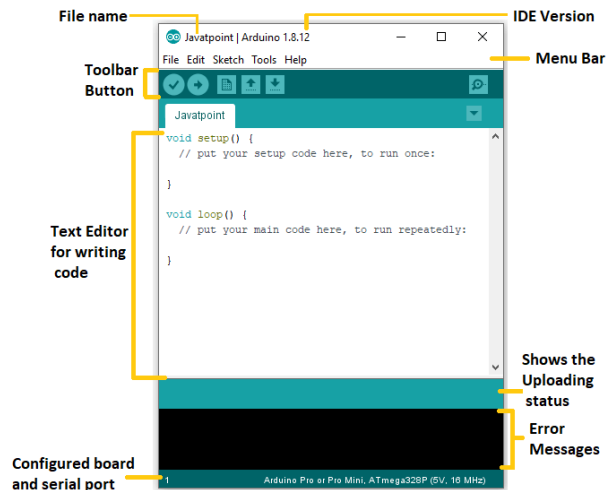 File name
IDE Version
Javatpoint | Arduino 1.8.12
File Edit Sketch Tools Help
Menu Bar
Toolbar
Button
Javatpoint
void setup() {
// put your setup code here, to run once:
}
void loop() {
// put your main code here, to run repeatedly:
}
Text Editor
for writing
code
Shows the
Uploading
status
Error
Messages
Configured board
and serial port
1
Arduino Pro or Pro Mini, ATmega328P (5V, 16 MHz)